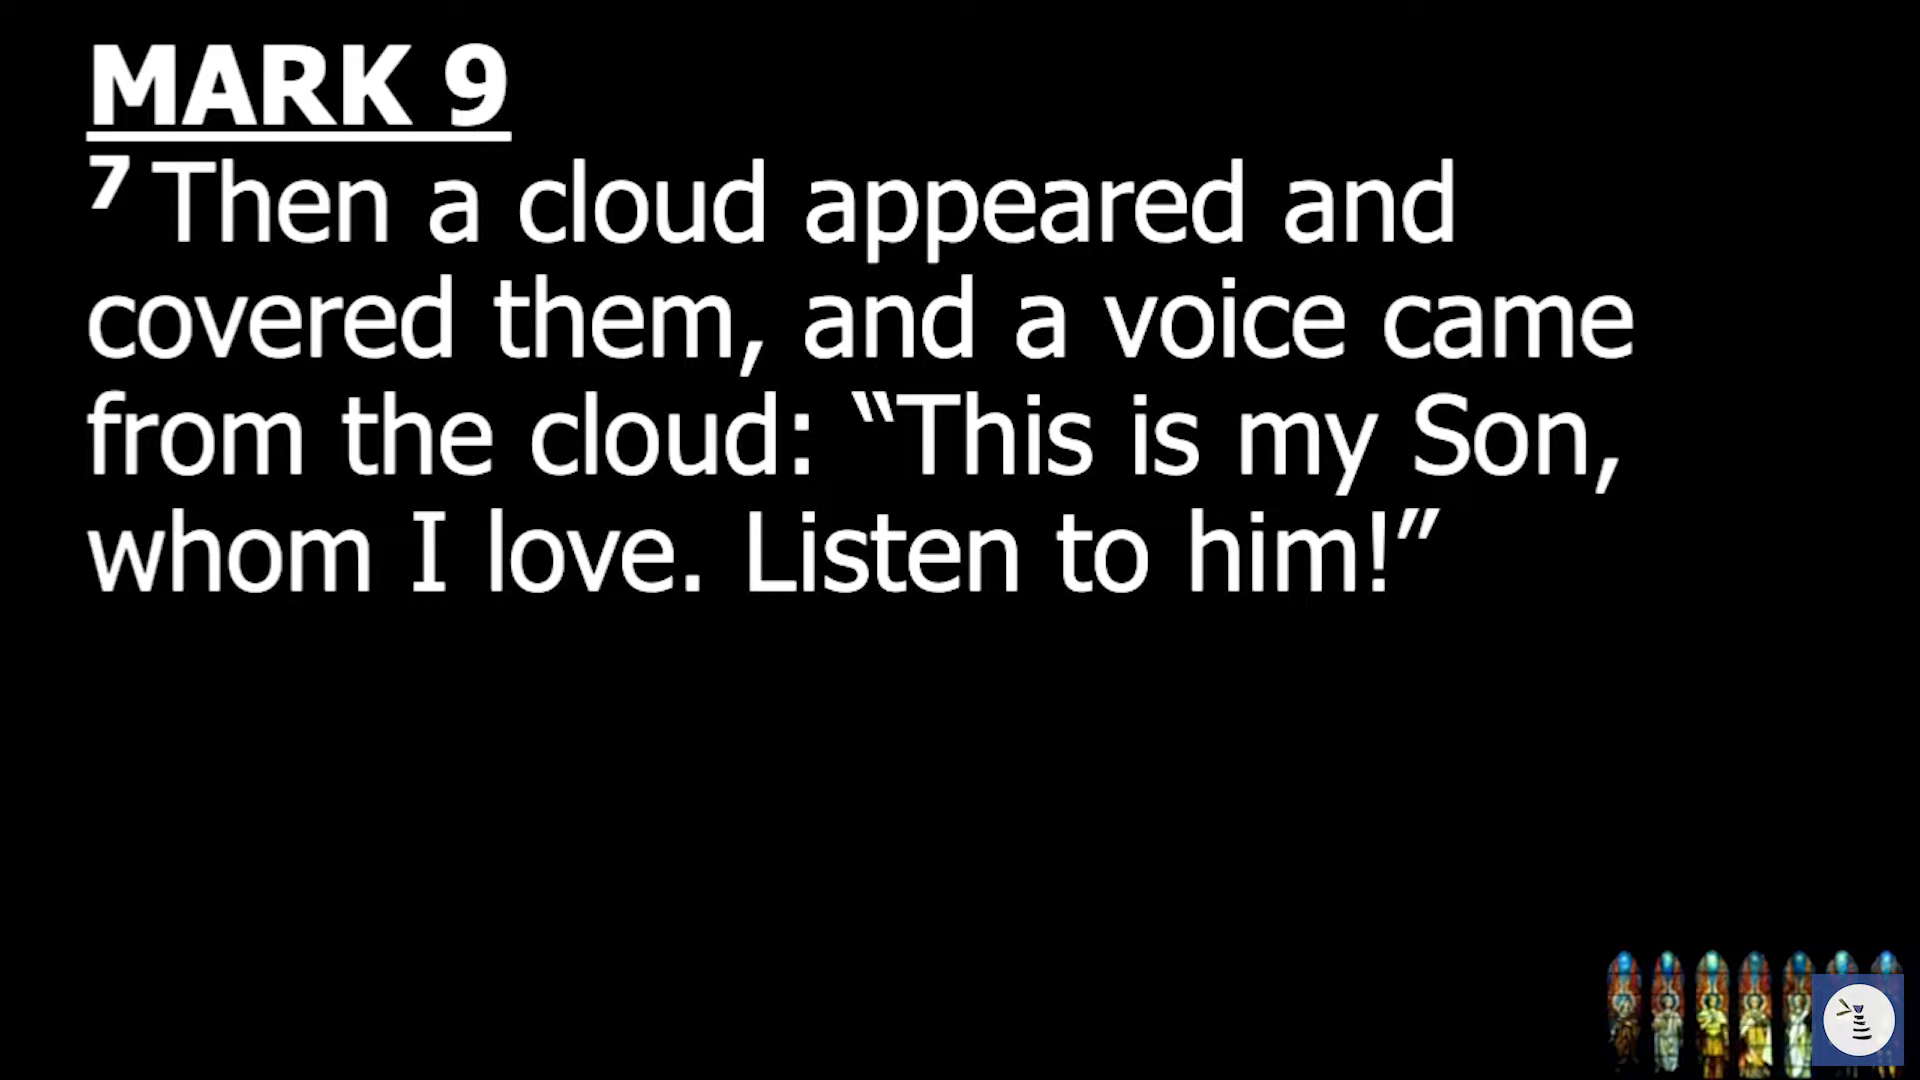 MARK 9
7 Then a cloud appeared and
covered them, and a voice came
from the cloud: “This is my Son,
whom I love. Listen to him!”